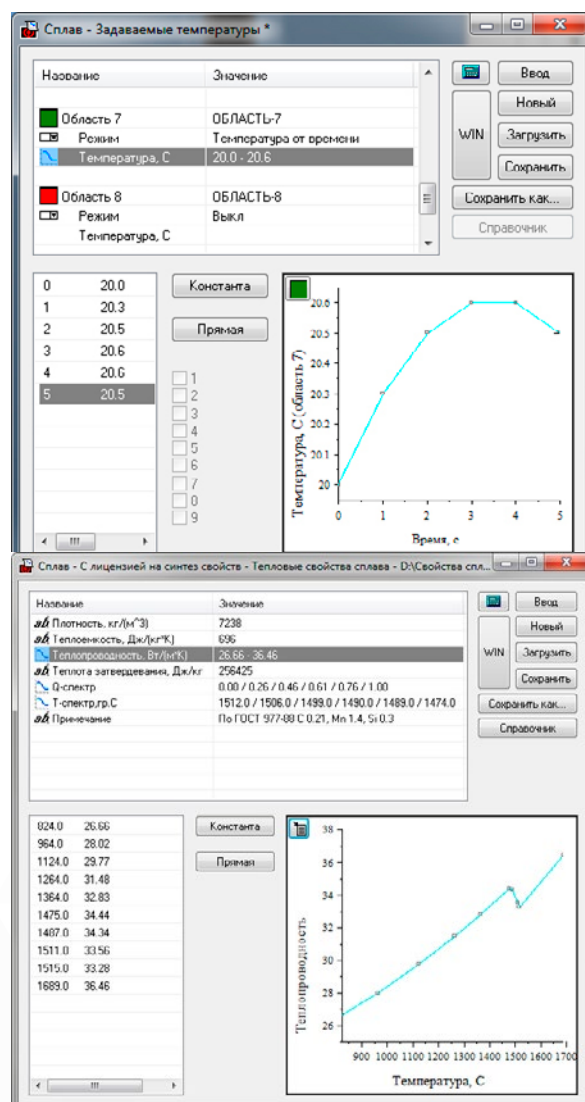 Сплав - Задаваемые температуры *
Название Значение
Область 7 ОБЛАСТЬ-7
Режим Температура от времени
Температура, С 20.0 - 20.6
Область 8 ОБЛАСТЬ-8
Режим Выкл
Температура, С
Ввод
Новый
WIN Загрузить
Сохранить
Сохранить как...
Справочник
0 20.0
1 20.3
2 20.5
3 20.6
4 20.6
5 20.5
Константа
Прямая
1
2
3
4
5
6
7
8
9
Температура, С (область 7)
20.6
20.5
20.4
20.3
20.2
20.1
20
0 1 2 3 4 5
Время, с
Сплав - С лицензией на синтез свойств - Тепловые свойства сплава - D:\Свойства спл...
Название Значение
ab Плотность, кг/(м^3) 7238
ab Теплоемкость, Дж/(кг*К) 696
Теплопроводность, Вт/(м*К) 26.66 - 36.46
ab Теплота затвердевания, Дж/кг 256425
Q-спектр 0.00 / 0.26 / 0.46 / 0.61 / 0.76 / 1.00
Т-спектр,гр.С 1512.0 / 1506.0 / 1499.0 / 1490.0 / 1489.0 / 1474.0
ab Примечание По ГОСТ 977-88 С 0.21, Mn 1.4, Si 0.3
Ввод
Новый
WIN Загрузить
Сохранить
Сохранить как...
Справочник
824.0 26.66
964.0 28.02
1124.0 29.77
1264.0 31.48
1364.0 32.83
1475.0 34.44
1487.0 34.34
1511.0 33.56
1515.0 33.28
1689.0 36.46
Константа
Прямая
Теплопроводность
38
36
34
32
30
28
26
900 1000 1100 1200 1300 1400 1500 1600 1700
Температура, С